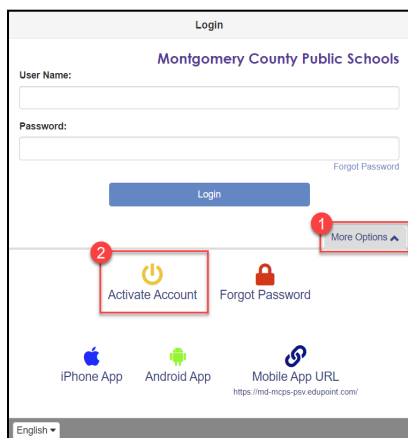 Login
Montgomery County Public Schools
User Name:
Password:
Forgot Password
Login
1
More Options
2
Activate Account
Forgot Password
iPhone App
Android App
Mobile App URL
https://md-mcps-psv.edupoint.com/
English